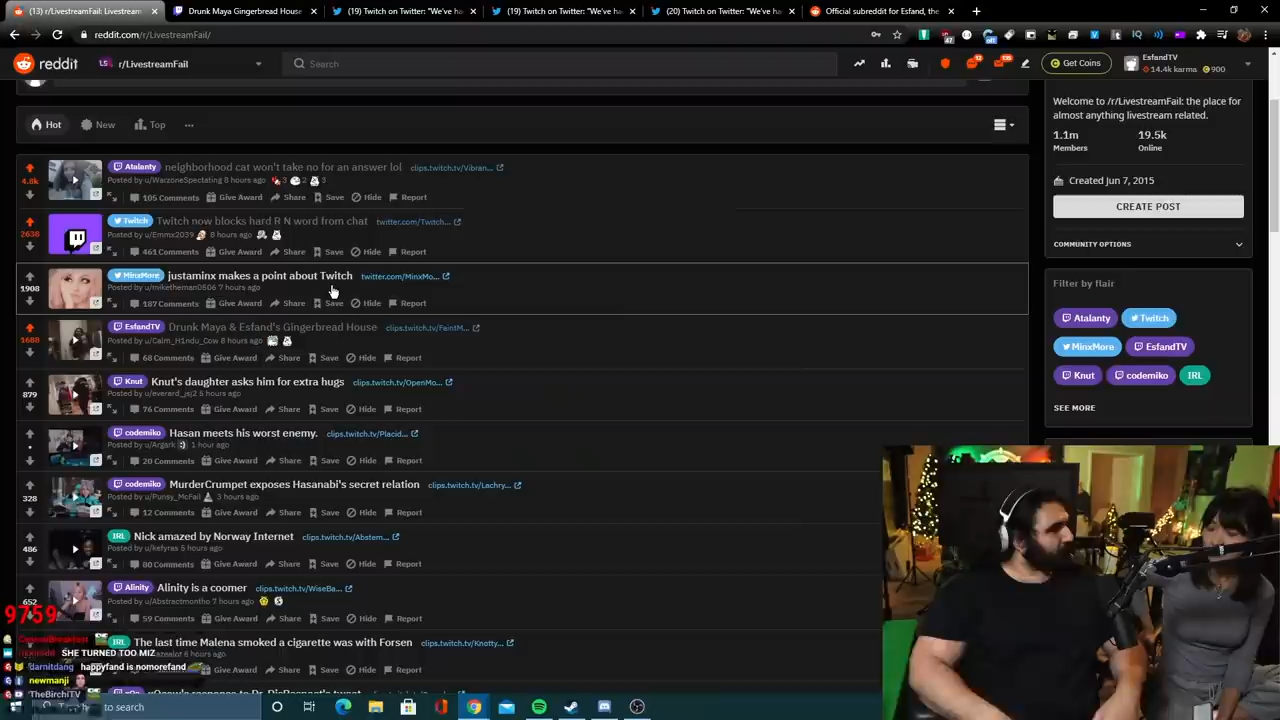 (13) r/LivestreamFail: Livestream
Drunk Maya Gingerbread House
(19) Twitch on Twitter: "We've ha
(19) Twitch on Twitter: "We've ha
(20) Twitch on Twitter: "We've ha
Official subreddit for Esfand, the
reddit.com/r/LivestreamFail/
reddit
r/LivestreamFail
Search
Get Coins
EsfandTV
14.4k karma 900
Hot
New
Top
4.8k
Atalanty neighborhood cat won't take no for an answer lol clips.twitch.tv/Vibran...
Posted by u/WarzoneSpectating 8 hours ago 3 2 3
105 Comments Give Award Share Save Hide Report
2638
Twitch Twitch now blocks hard R N word from chat twitter.com/Twitch...
Posted by u/Emmx2039 8 hours ago
461 Comments Give Award Share Save Hide Report
1908
MinxMore justaminx makes a point about Twitch twitter.com/MinxMo...
Posted by u/miketheman0506 7 hours ago
187 Comments Give Award Share Save Hide Report
1688
EsfandTV Drunk Maya & Esfand's Gingerbread House clips.twitch.tv/FaintM...
Posted by u/Calm_H1ndu_Cow 8 hours ago
68 Comments Give Award Share Save Hide Report
879
Knut Knut's daughter asks him for extra hugs clips.twitch.tv/OpenMo...
Posted by u/everard_jsj2 5 hours ago
76 Comments Give Award Share Save Hide Report
codemiko Hasan meets his worst enemy. clips.twitch.tv/Placid...
Posted by u/Argark 1 hour ago
20 Comments Give Award Share Save Hide Report
328
codemiko MurderCrumpet exposes Hasanabi's secret relation clips.twitch.tv/Lachry...
3 hours ago
12 Comments Give Award Share Save Hide Report
486
IRL Nick amazed by Norway Internet clips.twitch.tv/Abstem...
Posted by u/kefyras 5 hours ago
80 Comments Give Award Share Save Hide Report
652
Alinity Alinity is a coomer clips.twitch.tv/WiseBa...
Posted by u/Abstractmontho 7 hours ago
59 Comments Give Award Share Save Hide Report
IRL The last time Malena smoked a cigarette was with Forsen clips.twitch.tv/Knotty...
hours ago
Give Award Share Save Hide Report
Welcome to /r/LivestreamFail: the place for
almost anything livestream related.
1.1m 19.5k
Members Online
Created Jun 7, 2015
CREATE POST
COMMUNITY OPTIONS
Filter by flair
Atalanty Twitch
MinxMore EsfandTV
Knut codemiko IRL
SEE MORE
9759
SHE TURNED TOO MIZ
darnitdang happyfand is nomorefand
newmanji
TheBirchiTV
to search